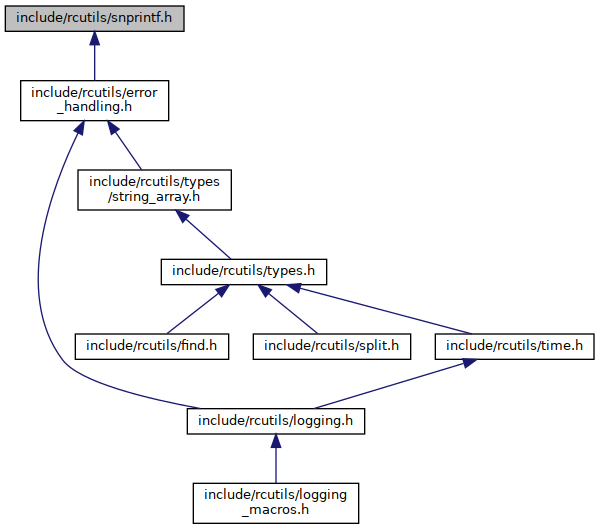 include/rcutils/snprintf.h
include/rcutils/error
_handling.h
include/rcutils/types
/string_array.h
include/rcutils/types.h
include/rcutils/find.h
include/rcutils/split.h
include/rcutils/time.h
include/rcutils/logging.h
include/rcutils/logging
_macros.h